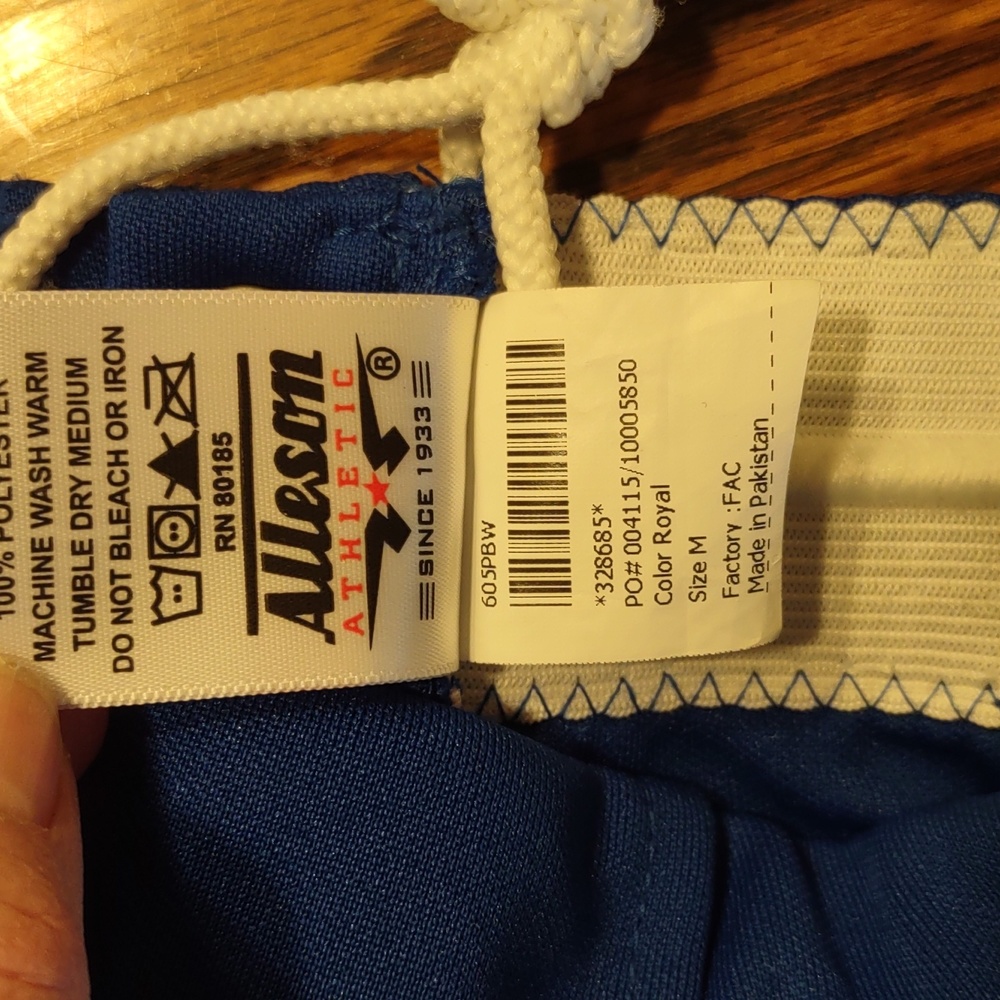 100% POLYESTER
MACHINE WASH WARM
TUMBLE DRY MEDIUM
DO NOT BLEACH OR IRON
RN 80185
Alleson
ATHLETIC
®
SINCE 1933
605PBW
*328685*
PO# 004115/10005850
Color Royal
Size M
Factory :FAC
Made in Pakistan